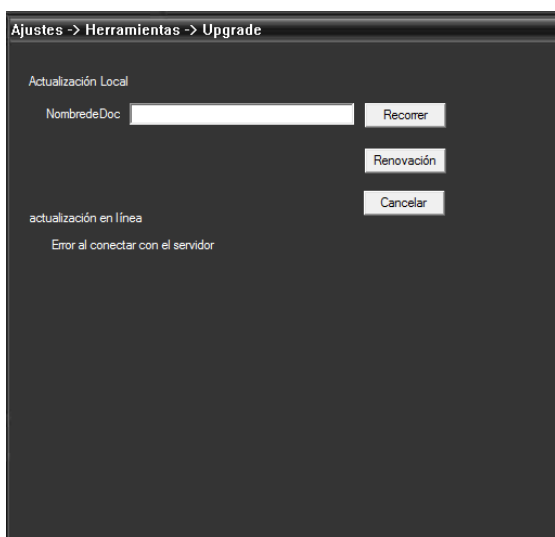 Ajustes -> Herramientas -> Upgrade
Actualización Local
NombredeDoc
Recorrer
Renovación
Cancelar
actualización en línea
Error al conectar con el servidor